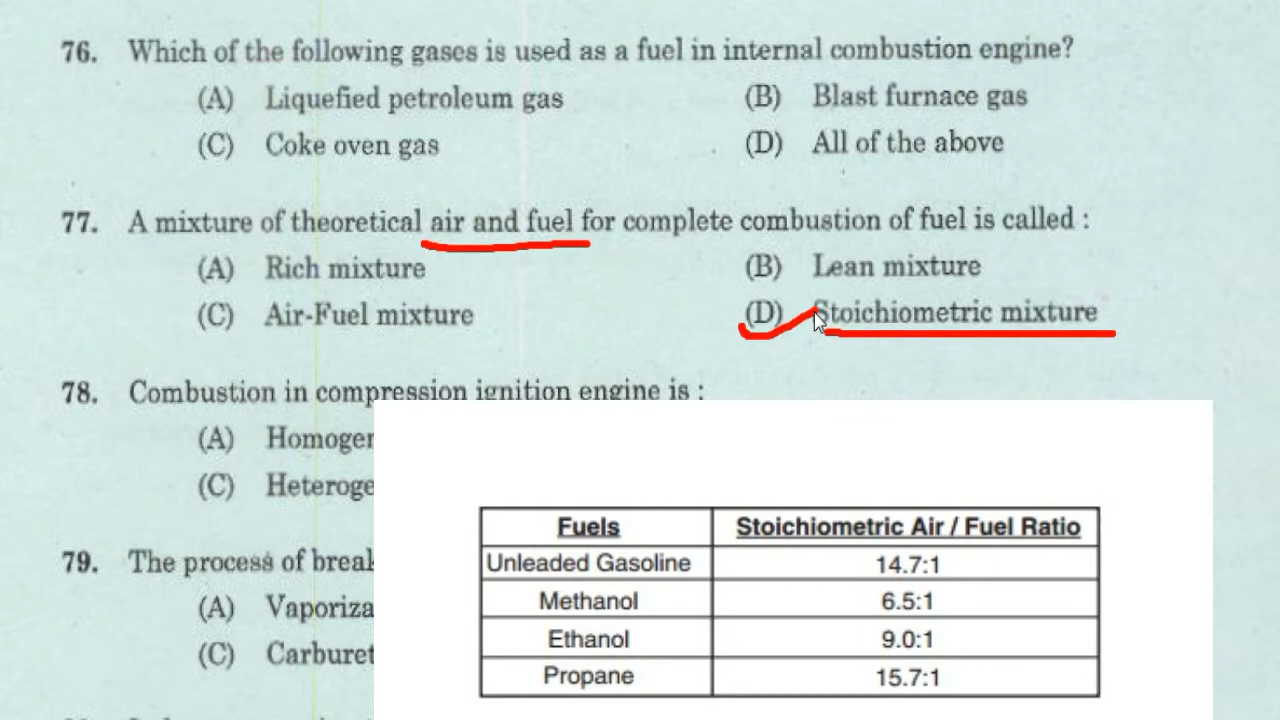 76. Which of the following gases is used as a fuel in internal combustion engine?
(A) Liquefied petroleum gas (B) Blast furnace gas
(C) Coke oven gas (D) All of the above
77. A mixture of theoretical air and fuel for complete combustion of fuel is called :
(A) Rich mixture (B) Lean mixture
(C) Air-Fuel mixture (D) Stoichiometric mixture
78. Combustion in compression ignition engine is :
(A) Homogen
(C) Heteroge
79. The process of break
(A) Vaporiza
(C) Carburet
Fuels Stoichiometric Air / Fuel Ratio
Unleaded Gasoline 14.7:1
Methanol 6.5:1
Ethanol 9.0:1
Propane 15.7:1